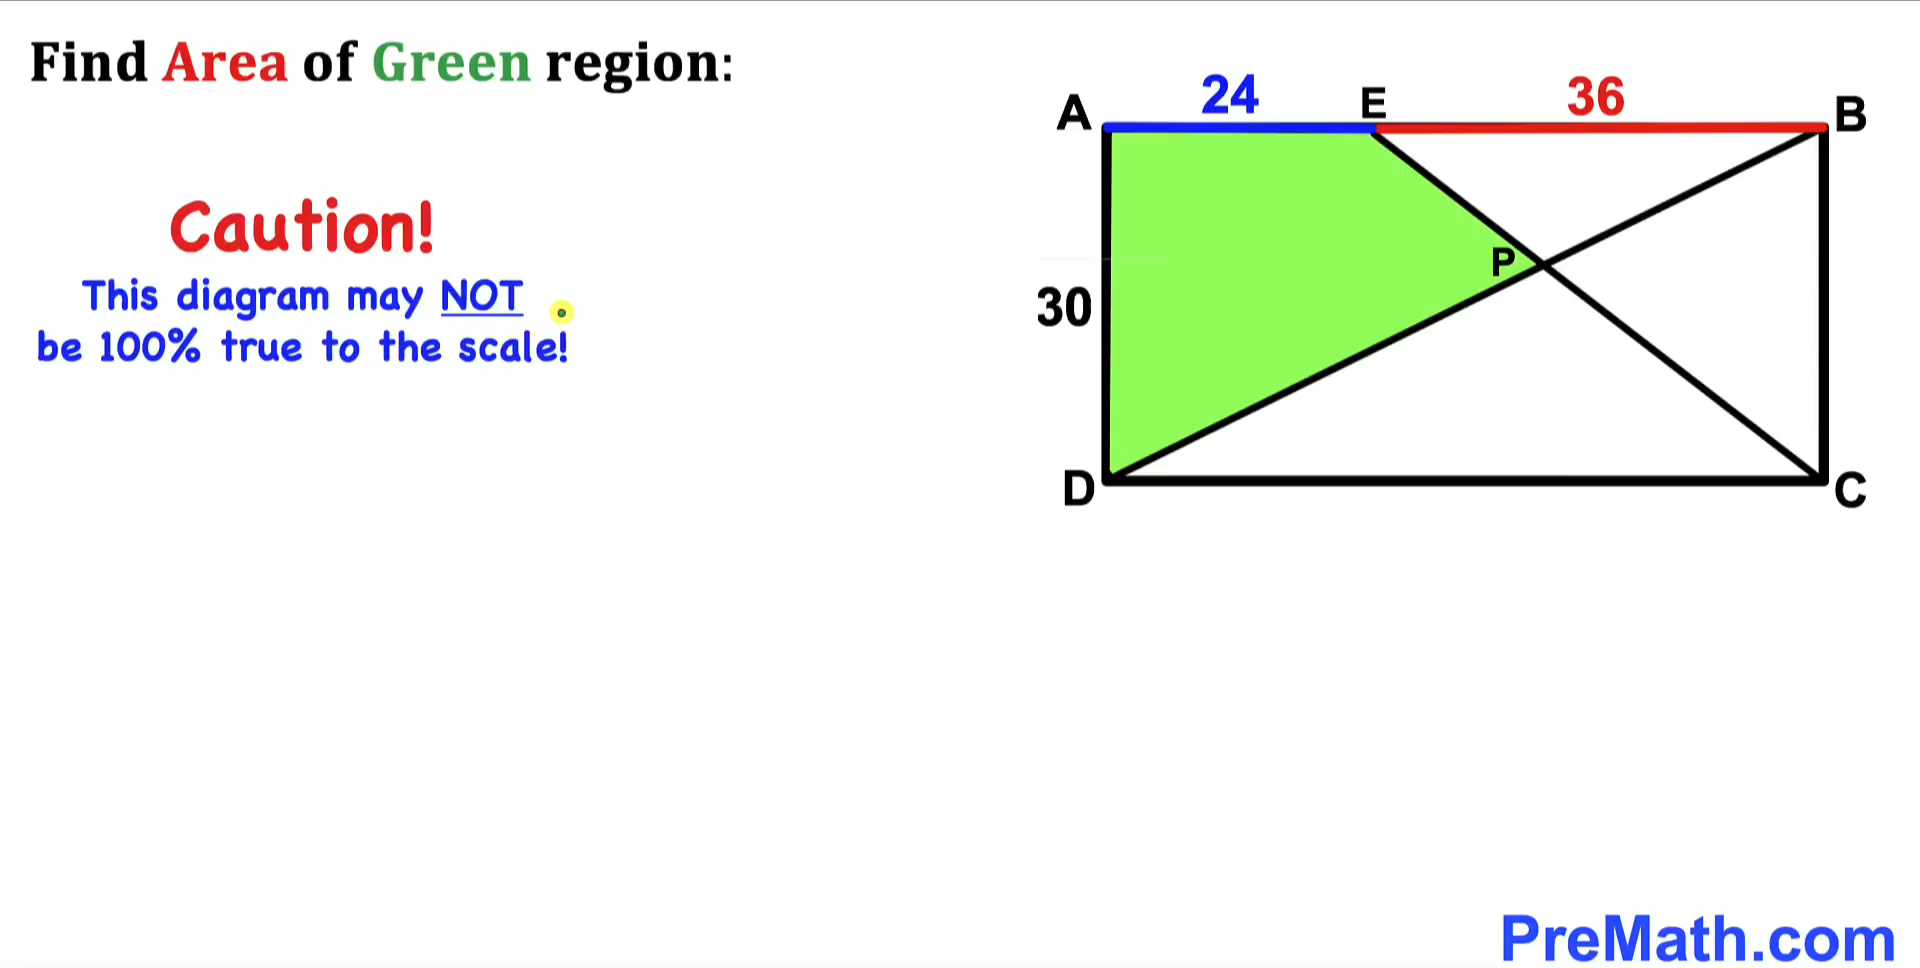 Find Area of Green region:
24
36
A
E
B
Caution!
This diagram may NOT
be 100% true to the scale!
P
30
D
C
PreMath.com